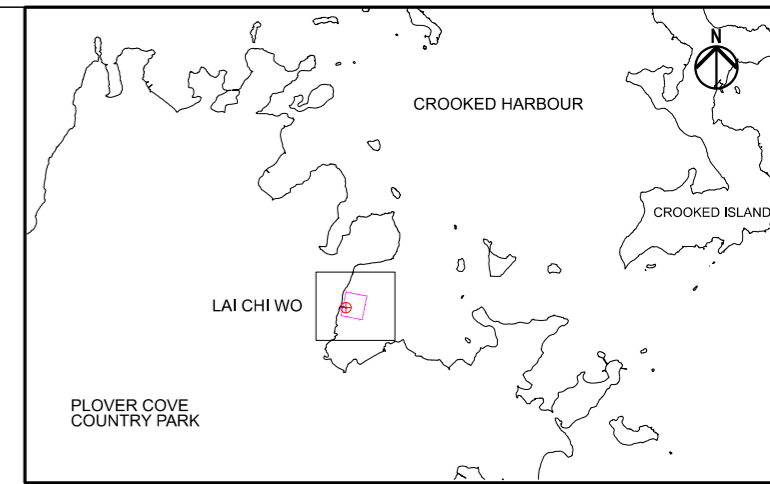 N
CROOKED HARBOUR
CROOKED ISLAND
LAI CHI WO
PLOVER COVE
COUNTRY PARK